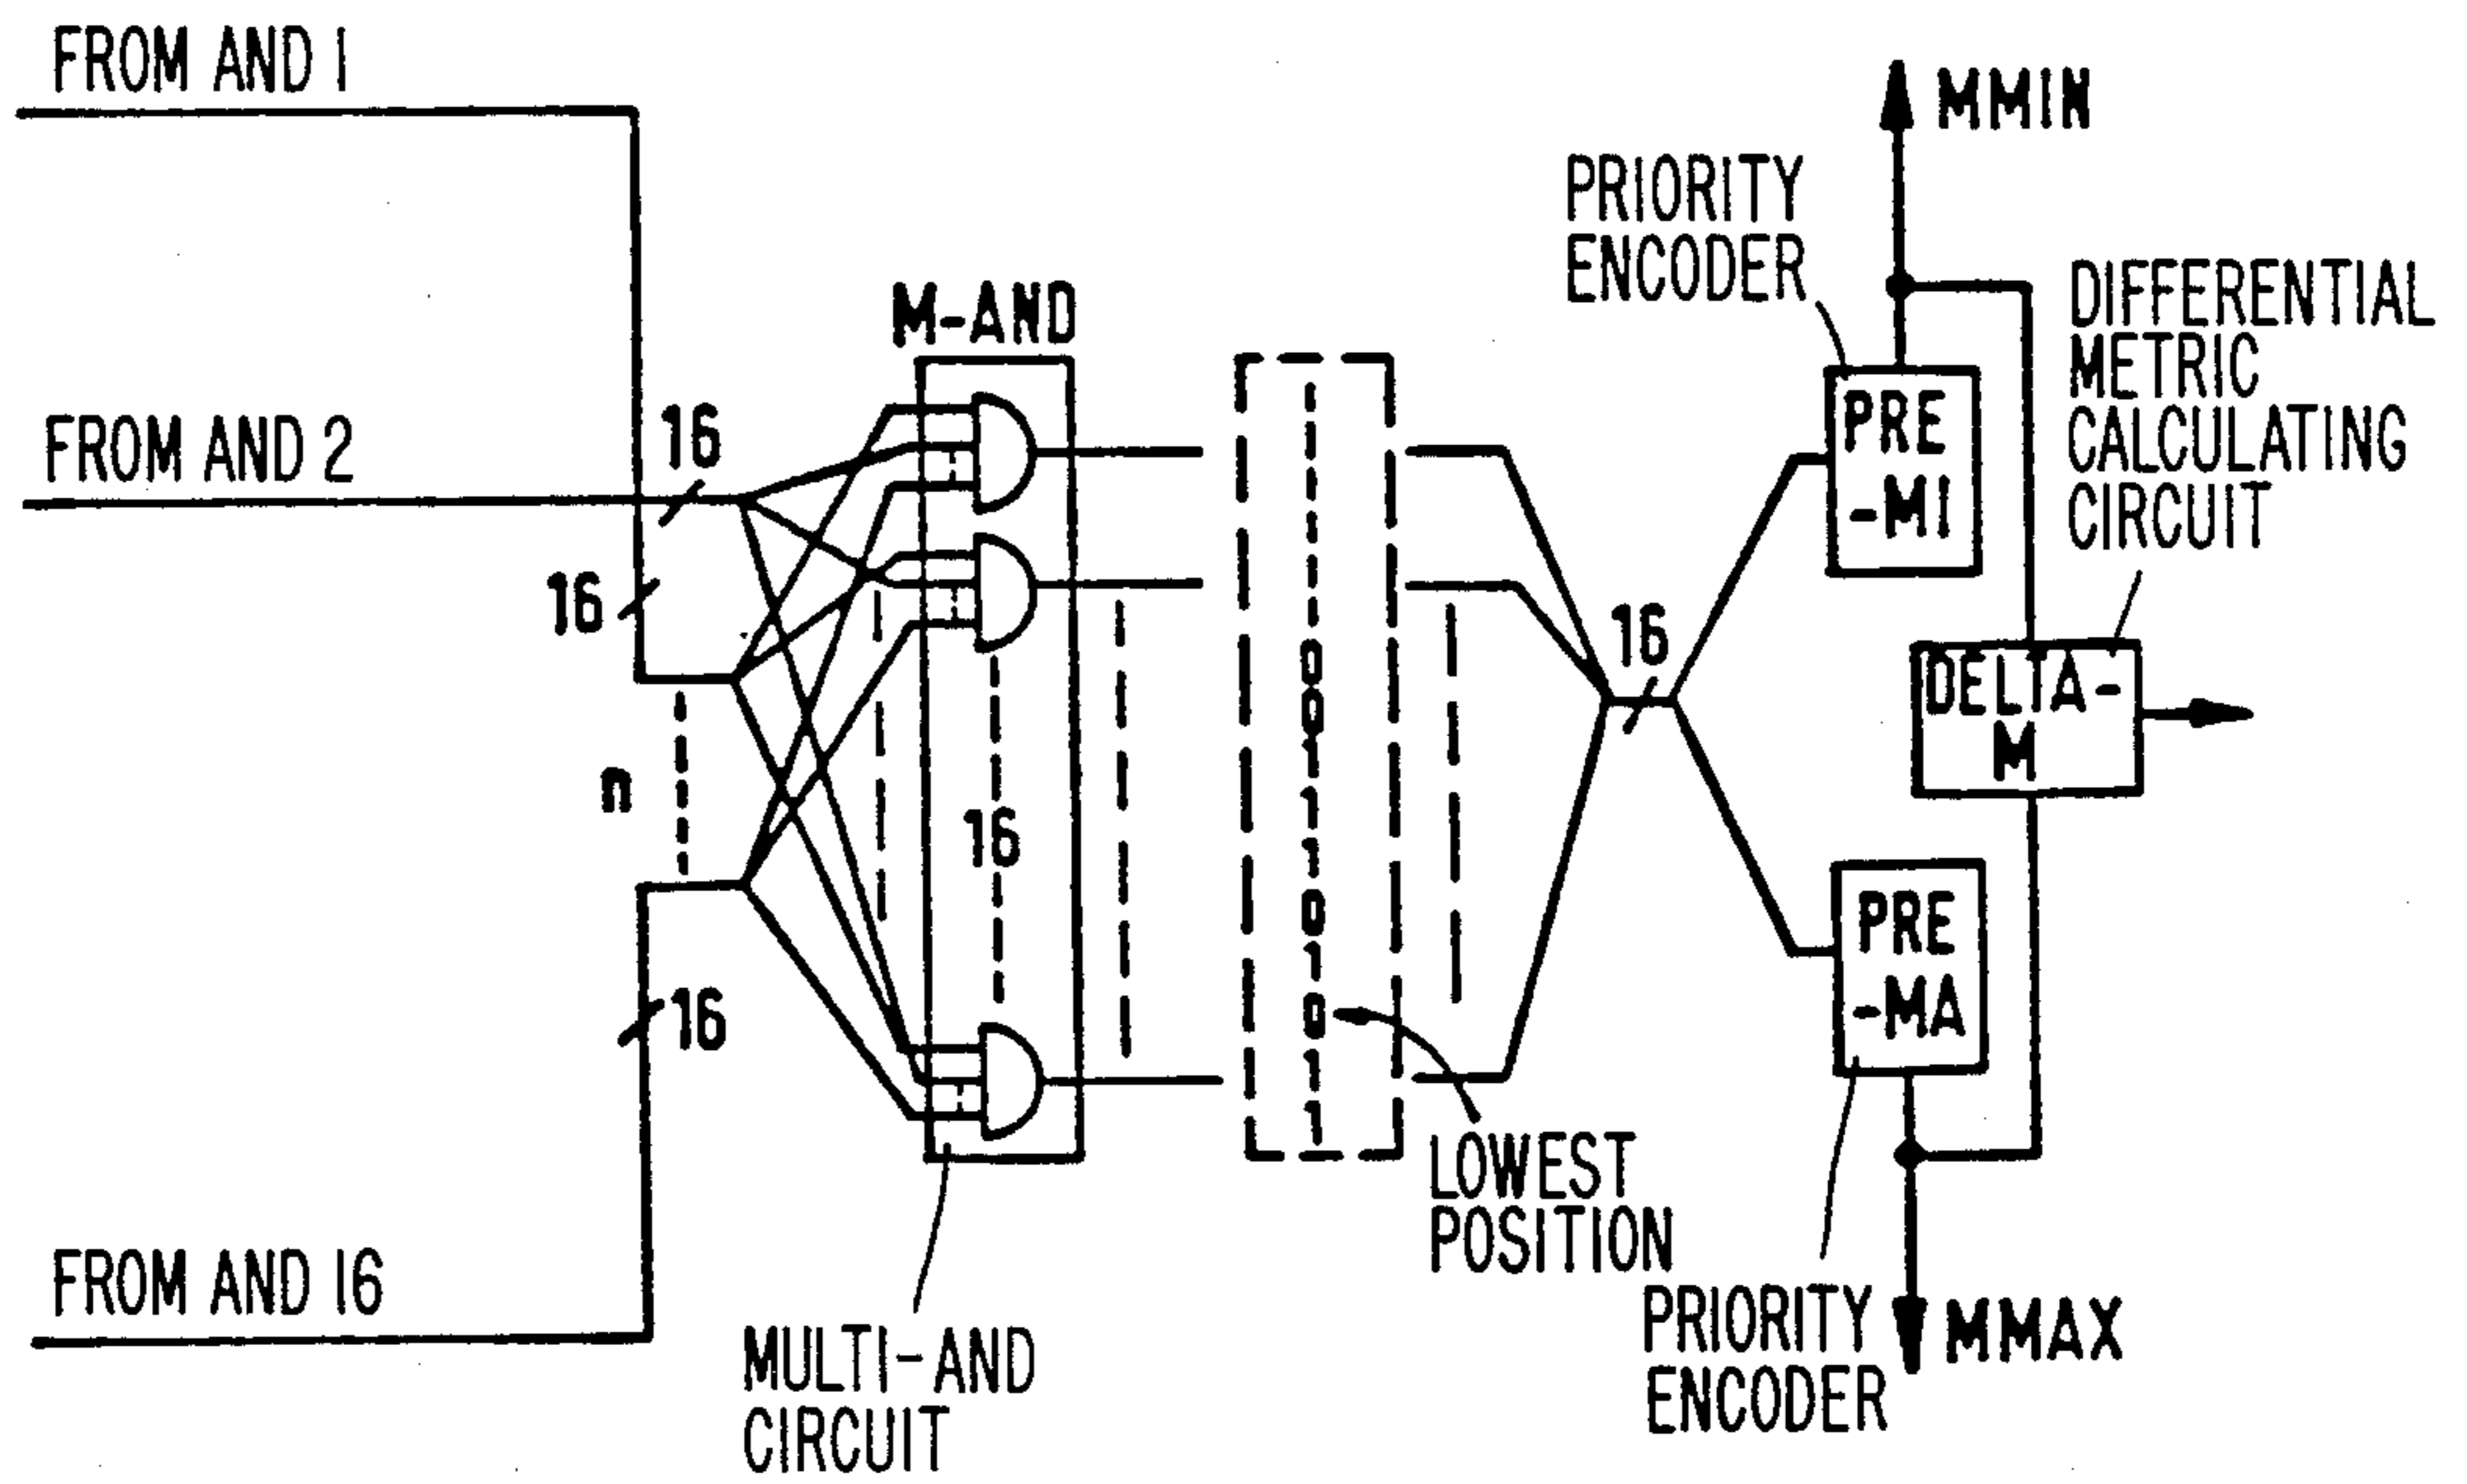 FROM AND 1
MMIN
PRIORITY
ENCODER
DIFFERENTIAL
METRIC
CALCULATING
CIRCUIT
M-AND
FROM AND 2
16
PRE
-MI
16
16
DELTA-
M
n
16
0
0
1
1
1
0
1
0
1
1
PRE
-MA
16
LOWEST
POSITION
FROM AND 16
MULTI-AND
CIRCUIT
PRIORITY
ENCODER
MMAX